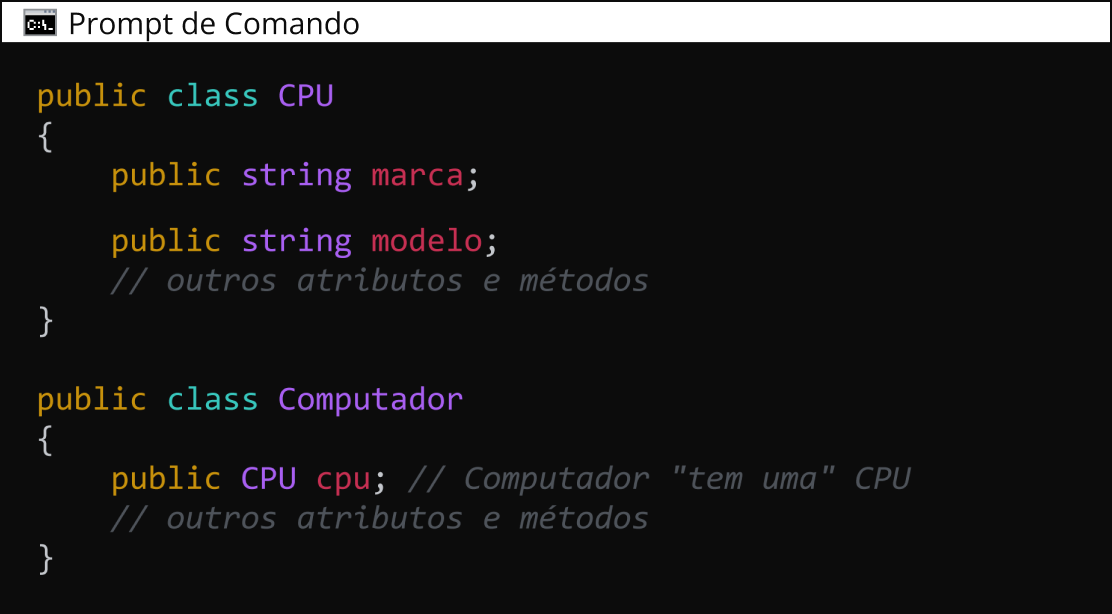 C:\_ Prompt de Comando
public class CPU
{
    public string marca;
    public string modelo;
    // outros atributos e métodos
}
public class Computador
{
    public CPU cpu; // Computador "tem uma" CPU
    // outros atributos e métodos
}